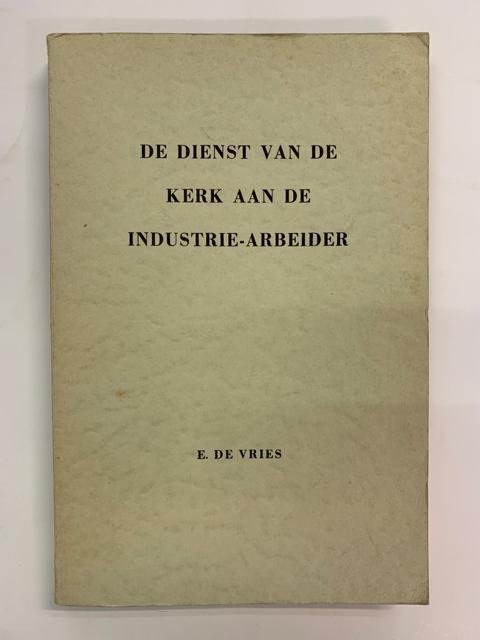 DE DIENST VAN DE
KERK AAN DE
INDUSTRIE-ARBEIDER
E. DE VRIES